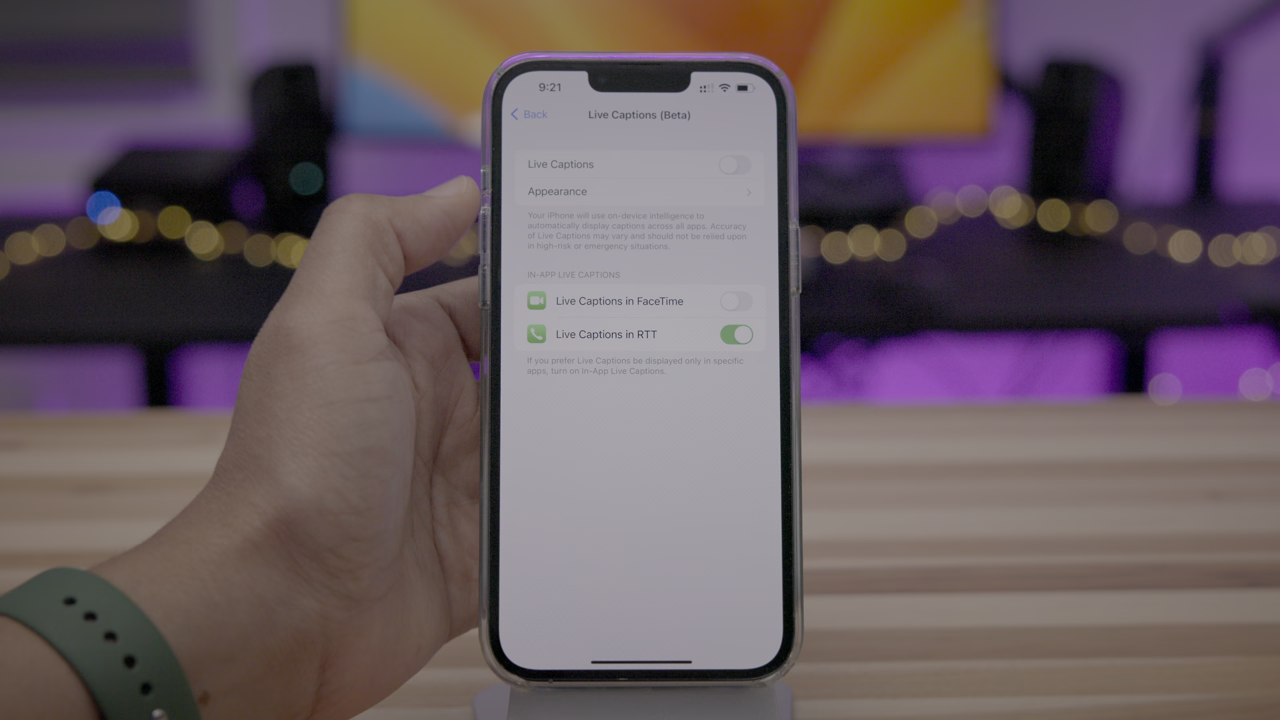 9:21
Back
Live Captions (Beta)
Live Captions
Appearance
Your iPhone will use on-device intelligence to
automatically display captions across all apps. Accuracy
of Live Captions may vary and should not be relied upon
in high-risk or emergency situations.
IN-APP LIVE CAPTIONS
Live Captions in FaceTime
Live Captions in RTT
If you prefer Live Captions be displayed only in specific
apps, turn on In-App Live Captions.